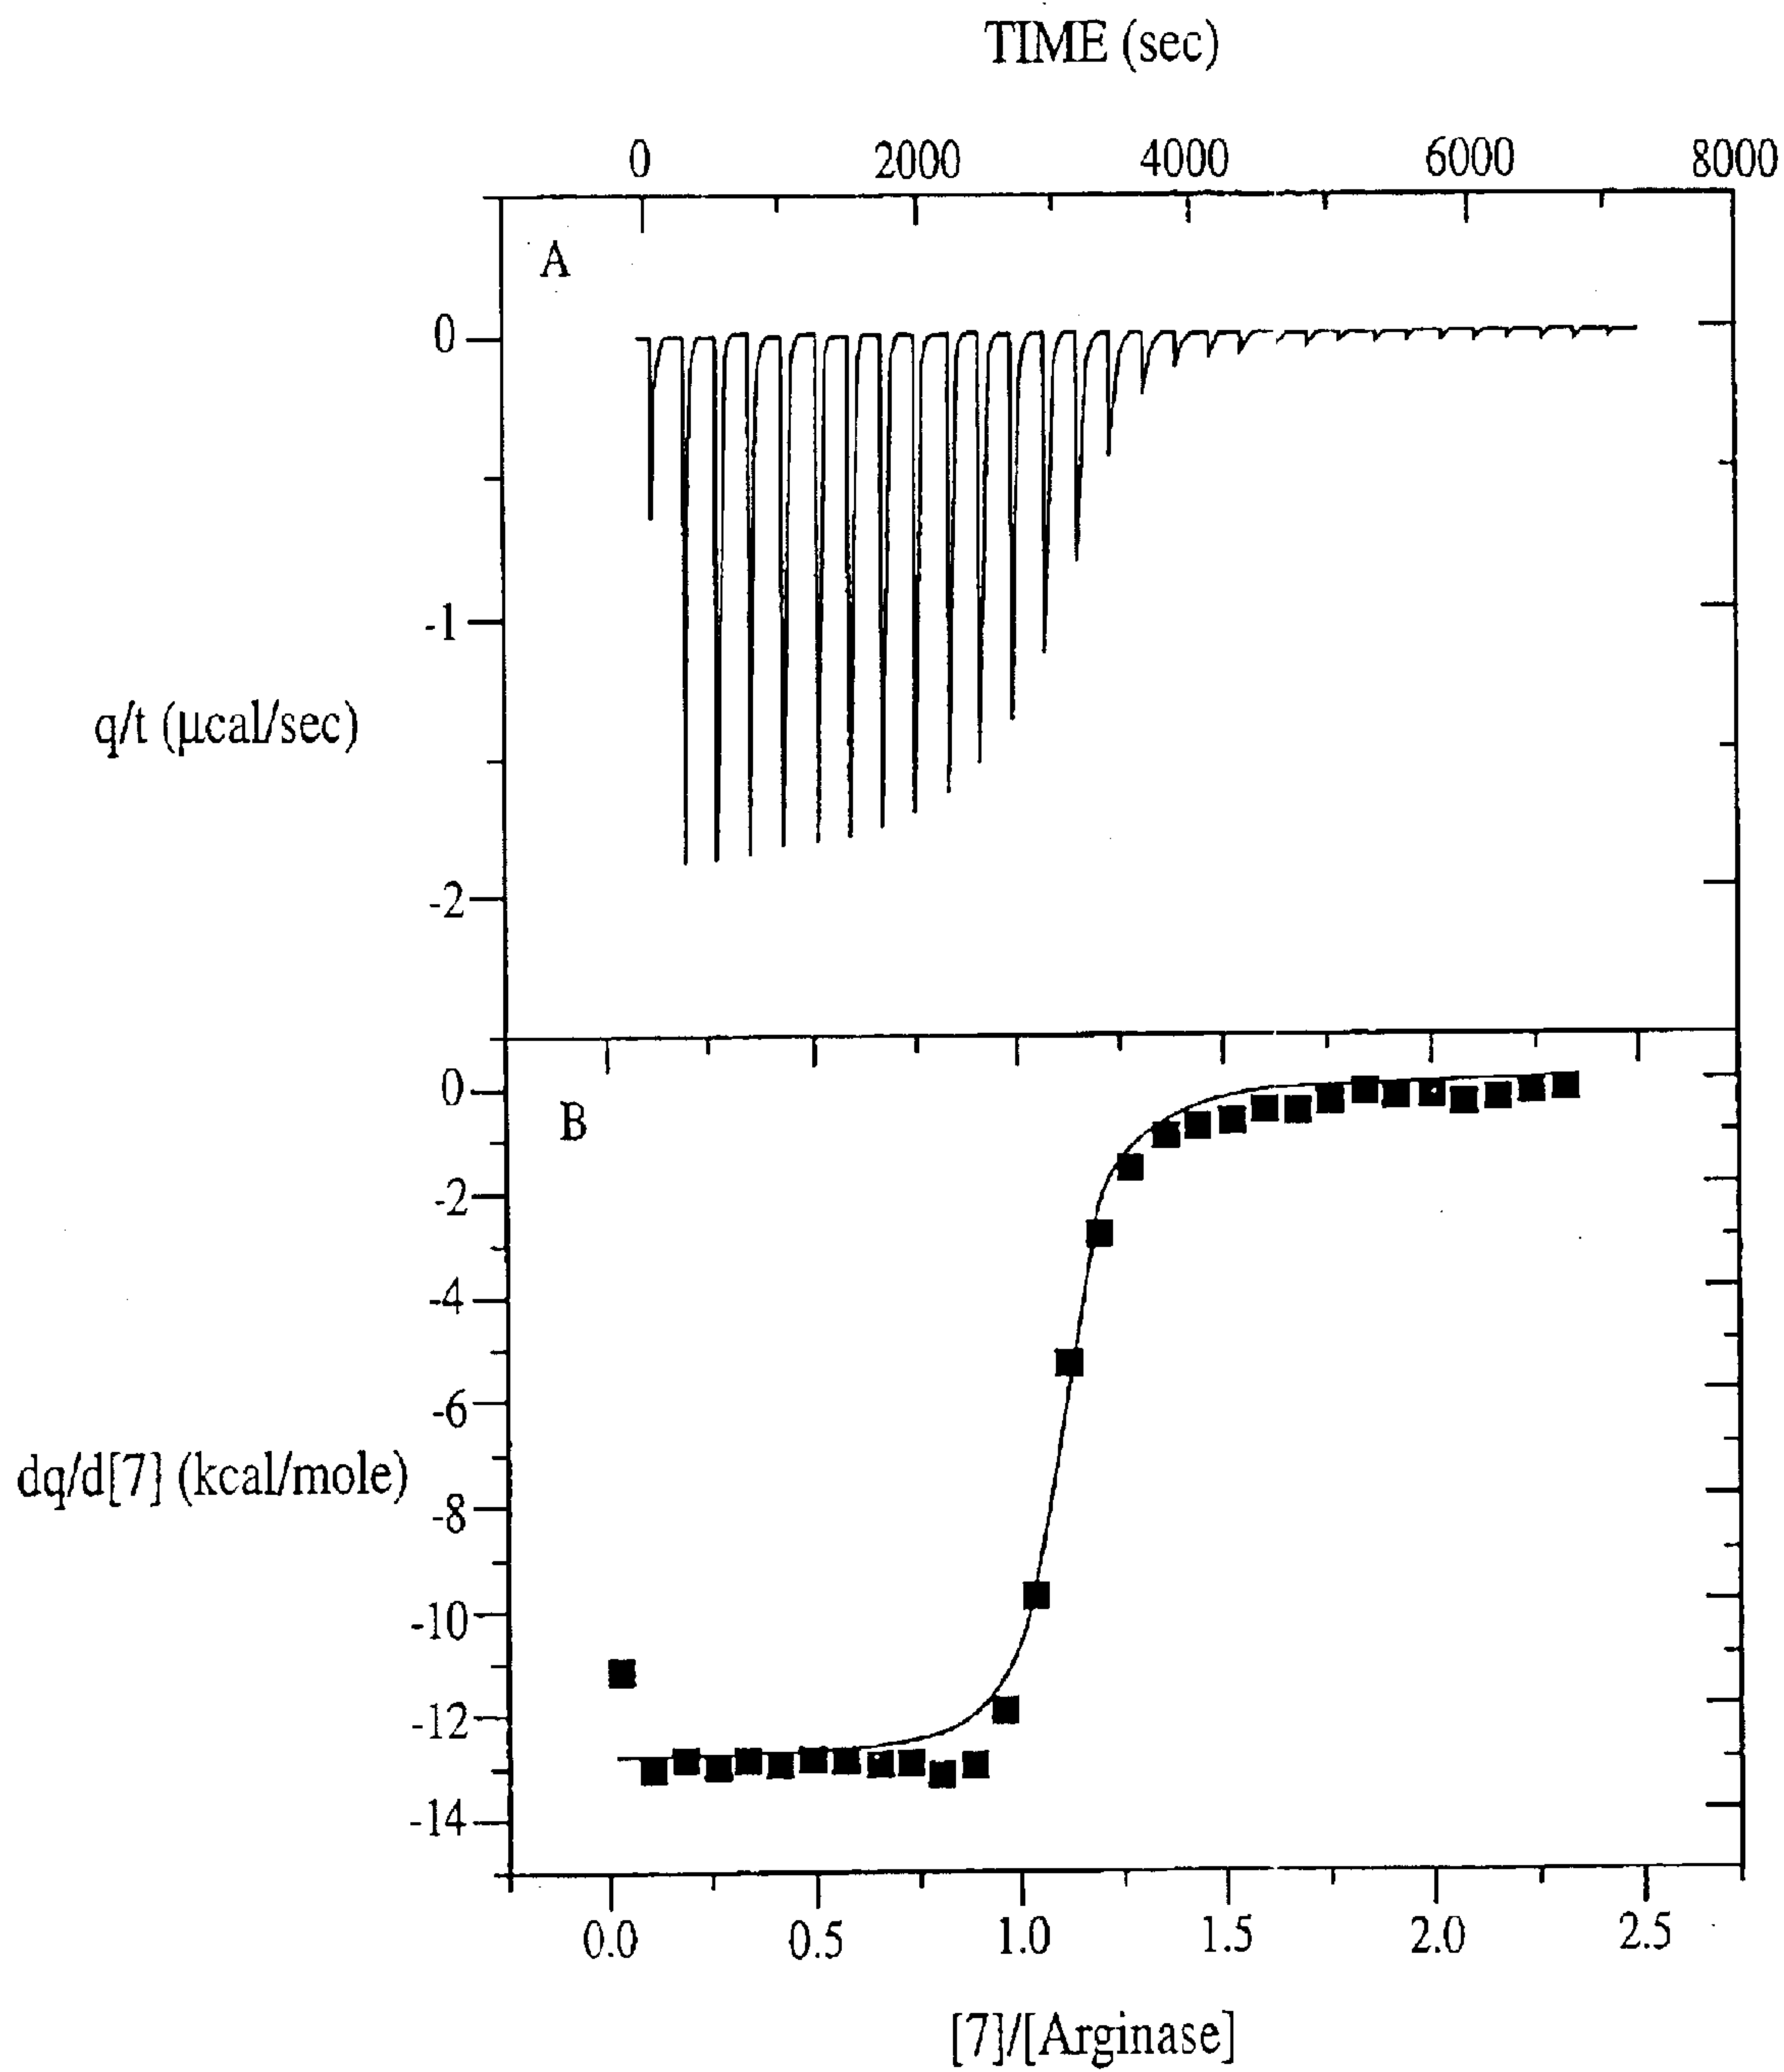 TIME (sec)
0 2000 4000 6000 8000
A
0
-1
q/t (μcal/sec)
-2
0
B
-2
-4
-6
dq/d[7] (kcal/mole)
-8
-10
-12
-14
0.0 0.5 1.0 1.5 2.0 2.5
[7]/[Arginase]